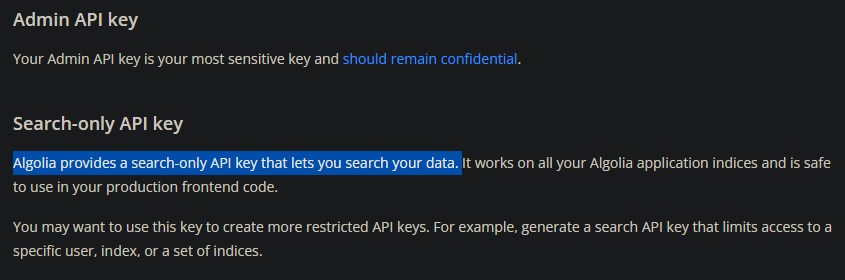 Admin API key
Your Admin API key is your most sensitive key and should remain confidential.
Search-only API key
Algolia provides a search-only API key that lets you search your data. It works on all your Algolia application indices and is safe
to use in your production frontend code.
You may want to use this key to create more restricted API keys. For example, generate a search API key that limits access to a
specific user, index, or a set of indices.